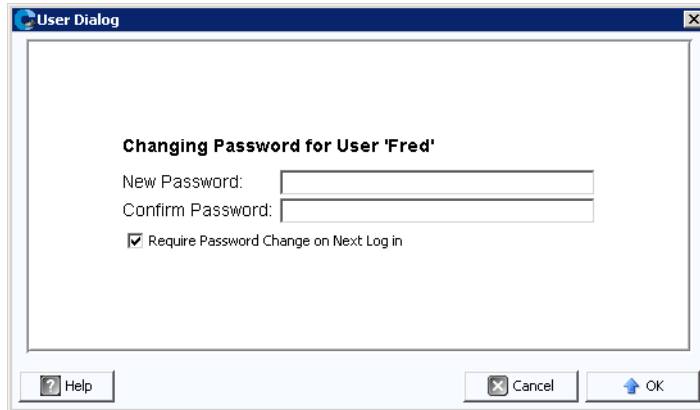 User Dialog
Changing Password for User 'Fred'
New Password:
Confirm Password:
Require Password Change on Next Log in
Help
Cancel
OK